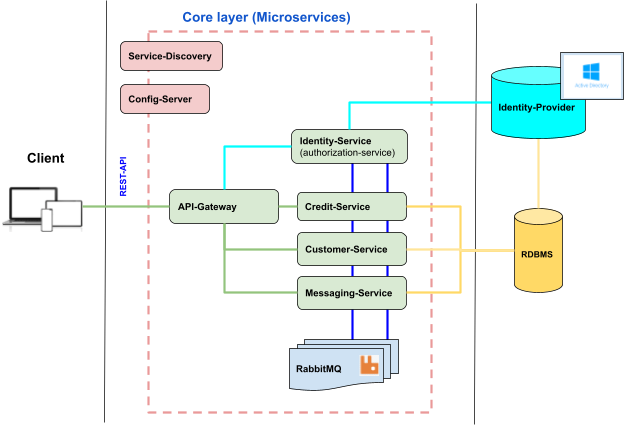 Core layer (Microservices)
Service-Discovery
Config-Server
Active Directory
Identity-Provider
Client
REST-API
Identity-Service
(authorization-service)
API-Gateway
Credit-Service
Customer-Service
RDBMS
Messaging-Service
RabbitMQ